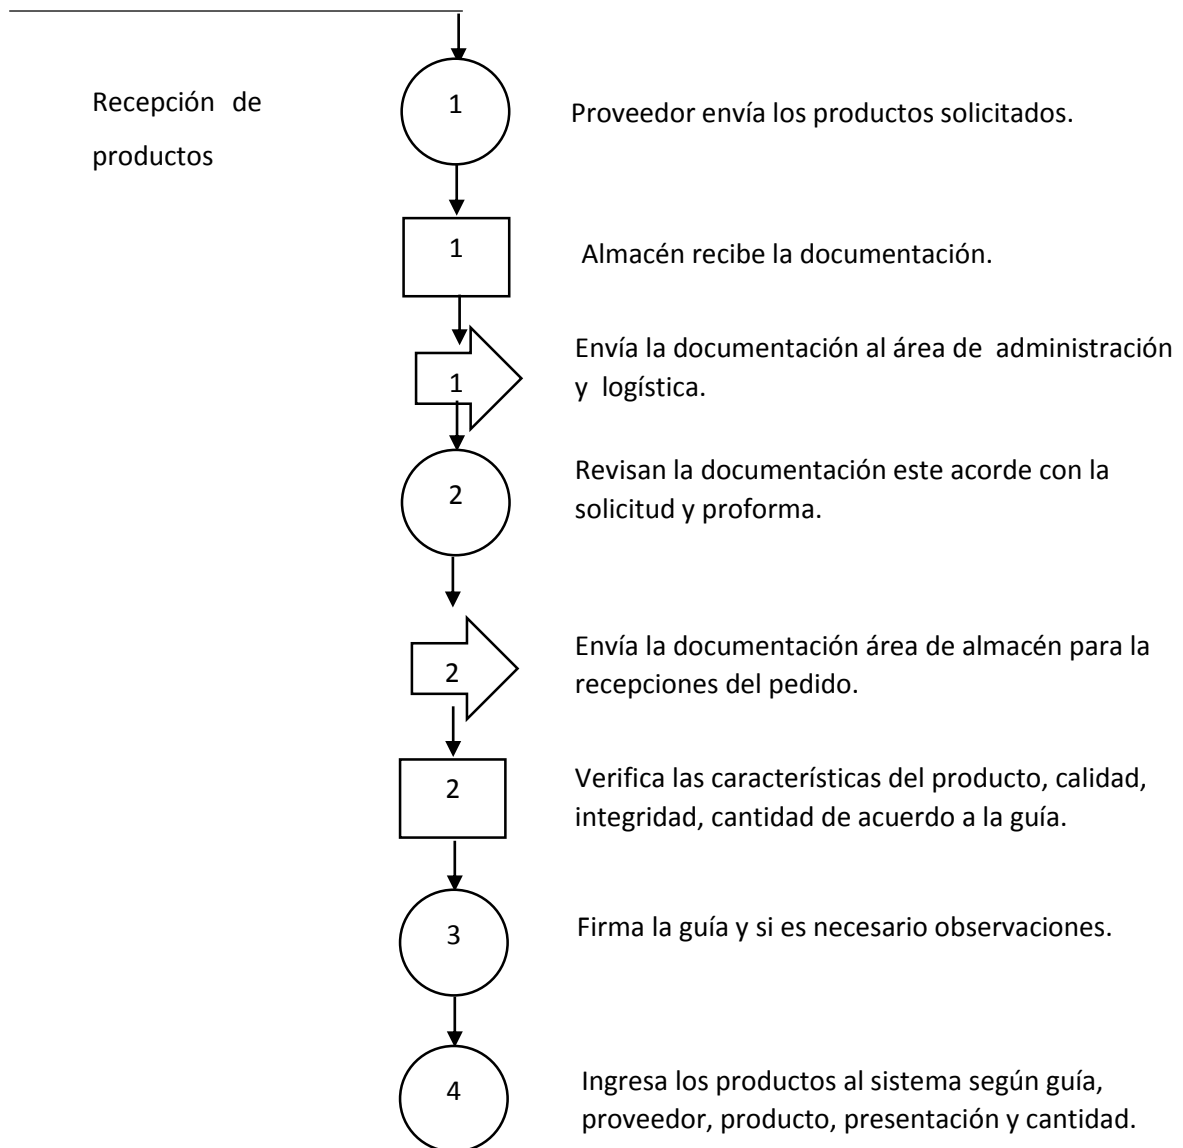 Recepción de
productos
1
Proveedor envía los productos solicitados.
1
Almacén recibe la documentación.
1
Envía la documentación al área de administración
y logística.
2
Revisan la documentación este acorde con la
solicitud y proforma.
2
Envía la documentación área de almacén para la
recepciones del pedido.
2
Verifica las características del producto, calidad,
integridad, cantidad de acuerdo a la guía.
3
Firma la guía y si es necesario observaciones.
4
Ingresa los productos al sistema según guía,
proveedor, producto, presentación y cantidad.